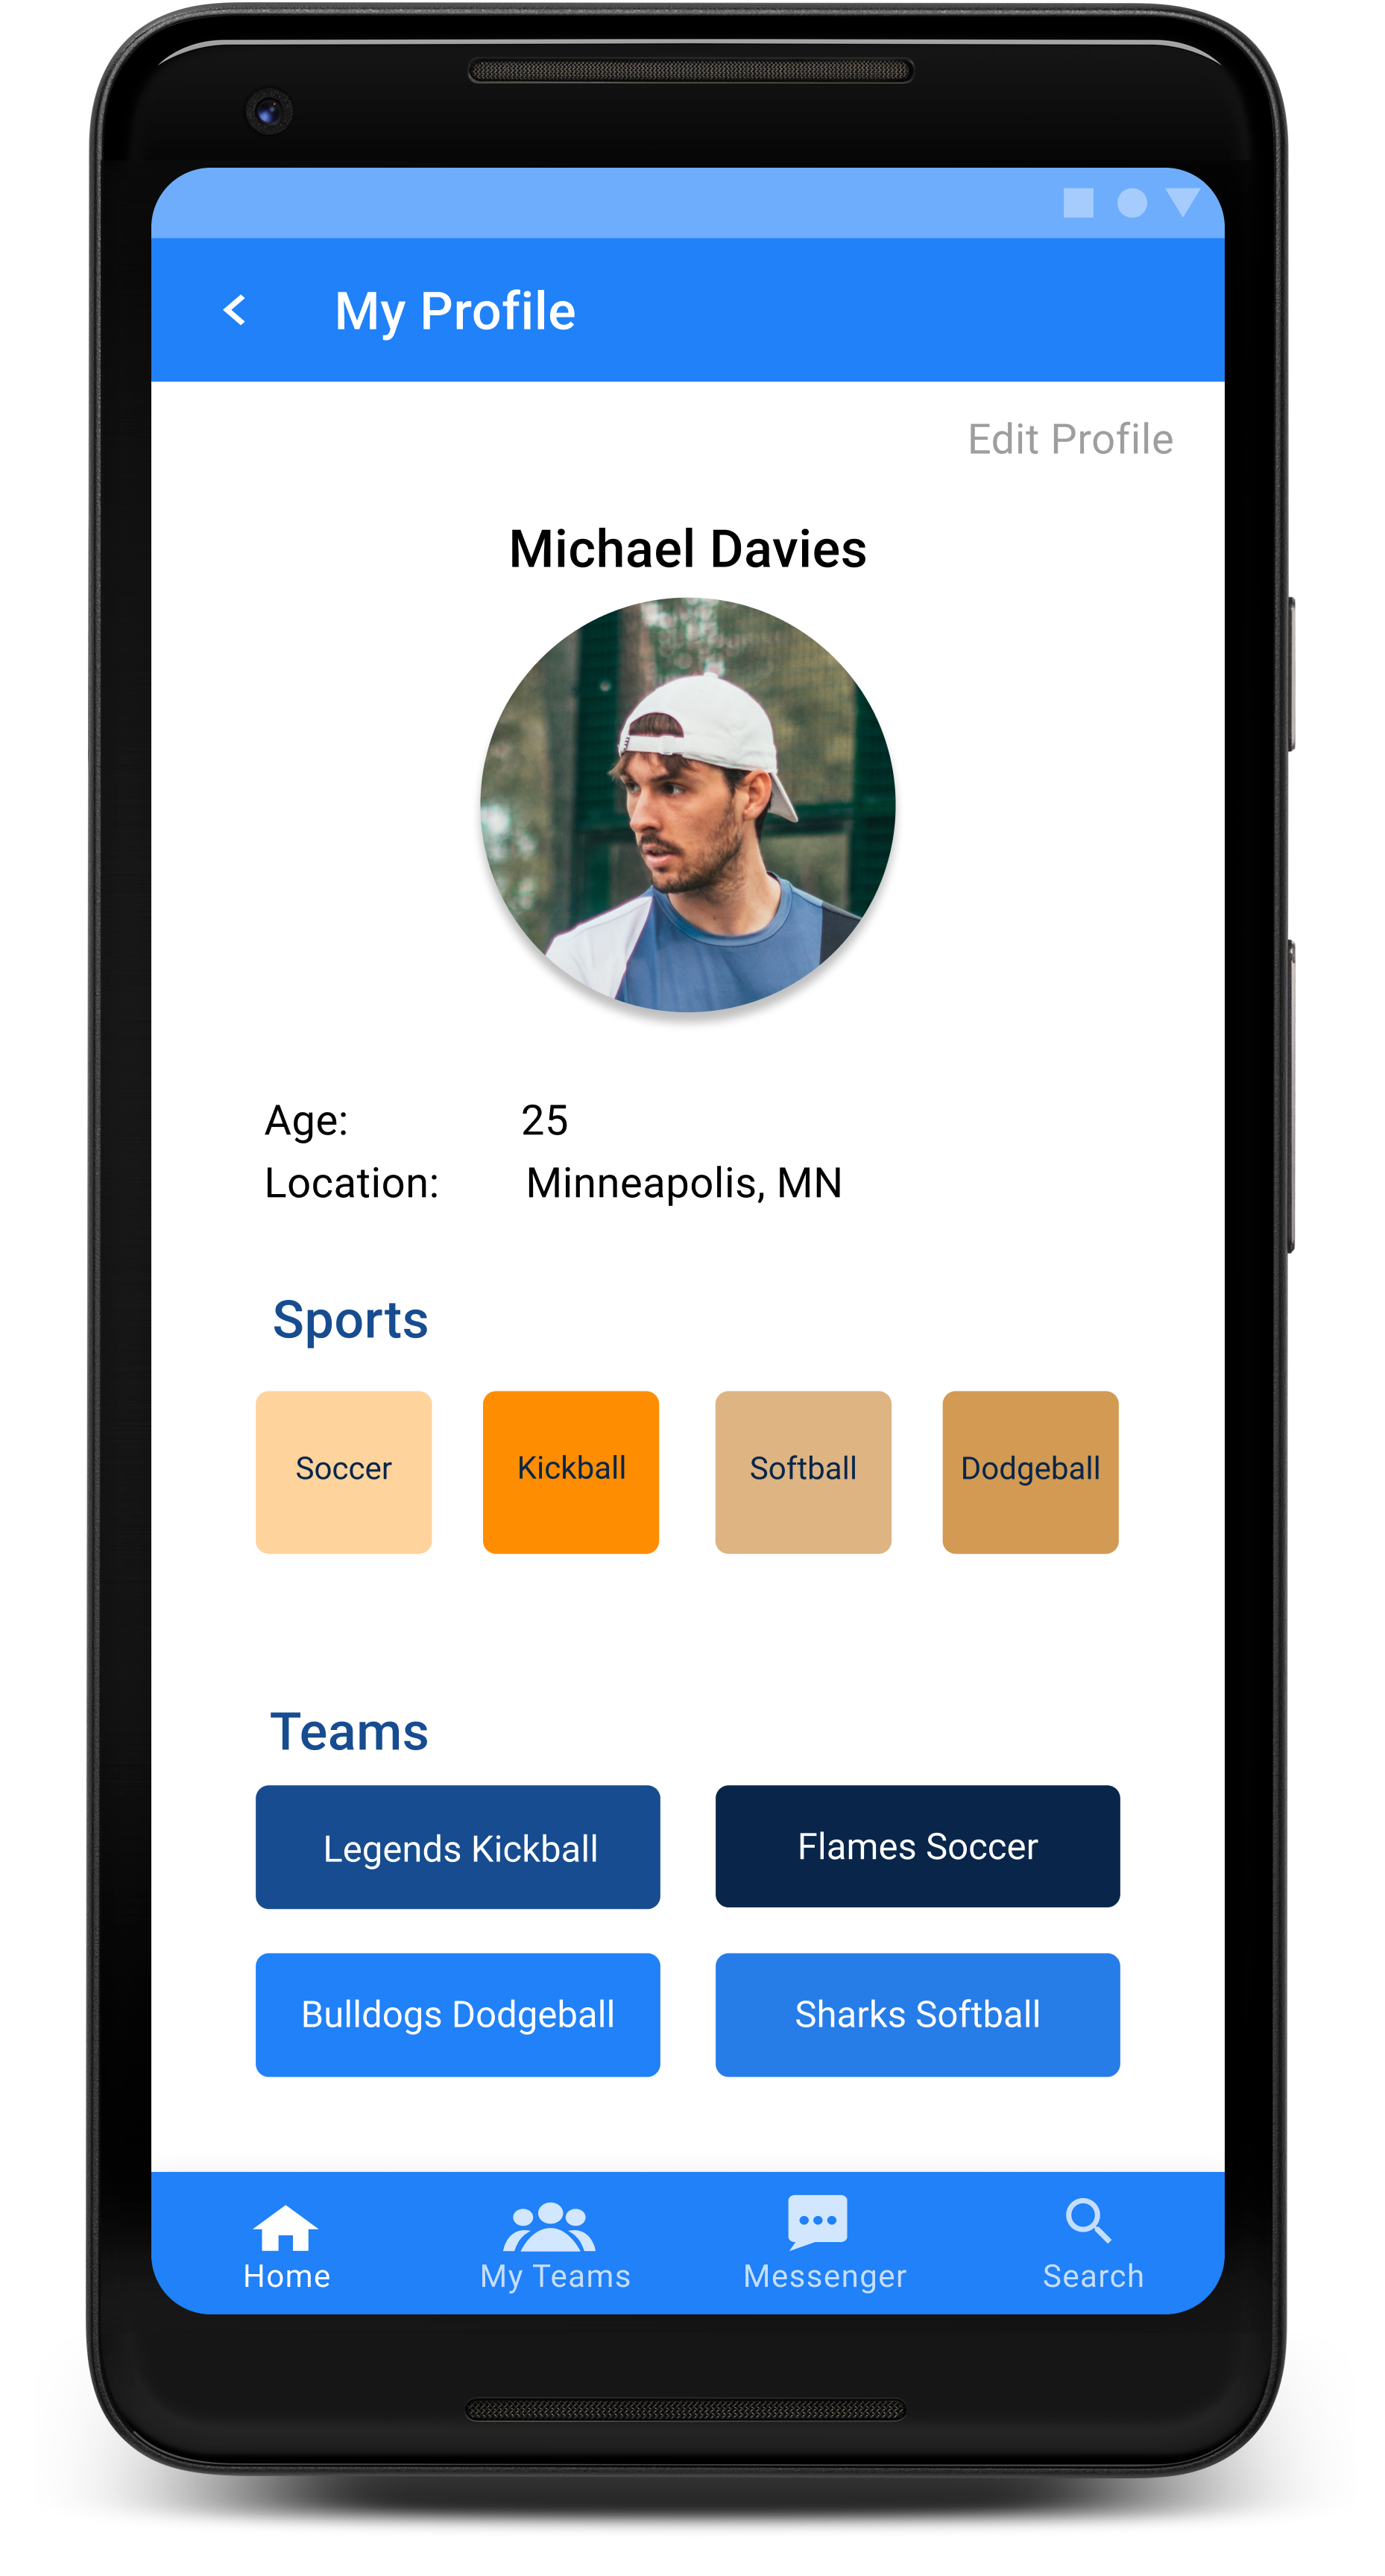 My Profile
Edit Profile
Michael Davies
Age: 25
Location: Minneapolis, MN
Sports
Soccer Kickball Softball Dodgeball
Teams
Legends Kickball Flames Soccer
Bulldogs Dodgeball Sharks Softball
Home My Teams Messenger Search